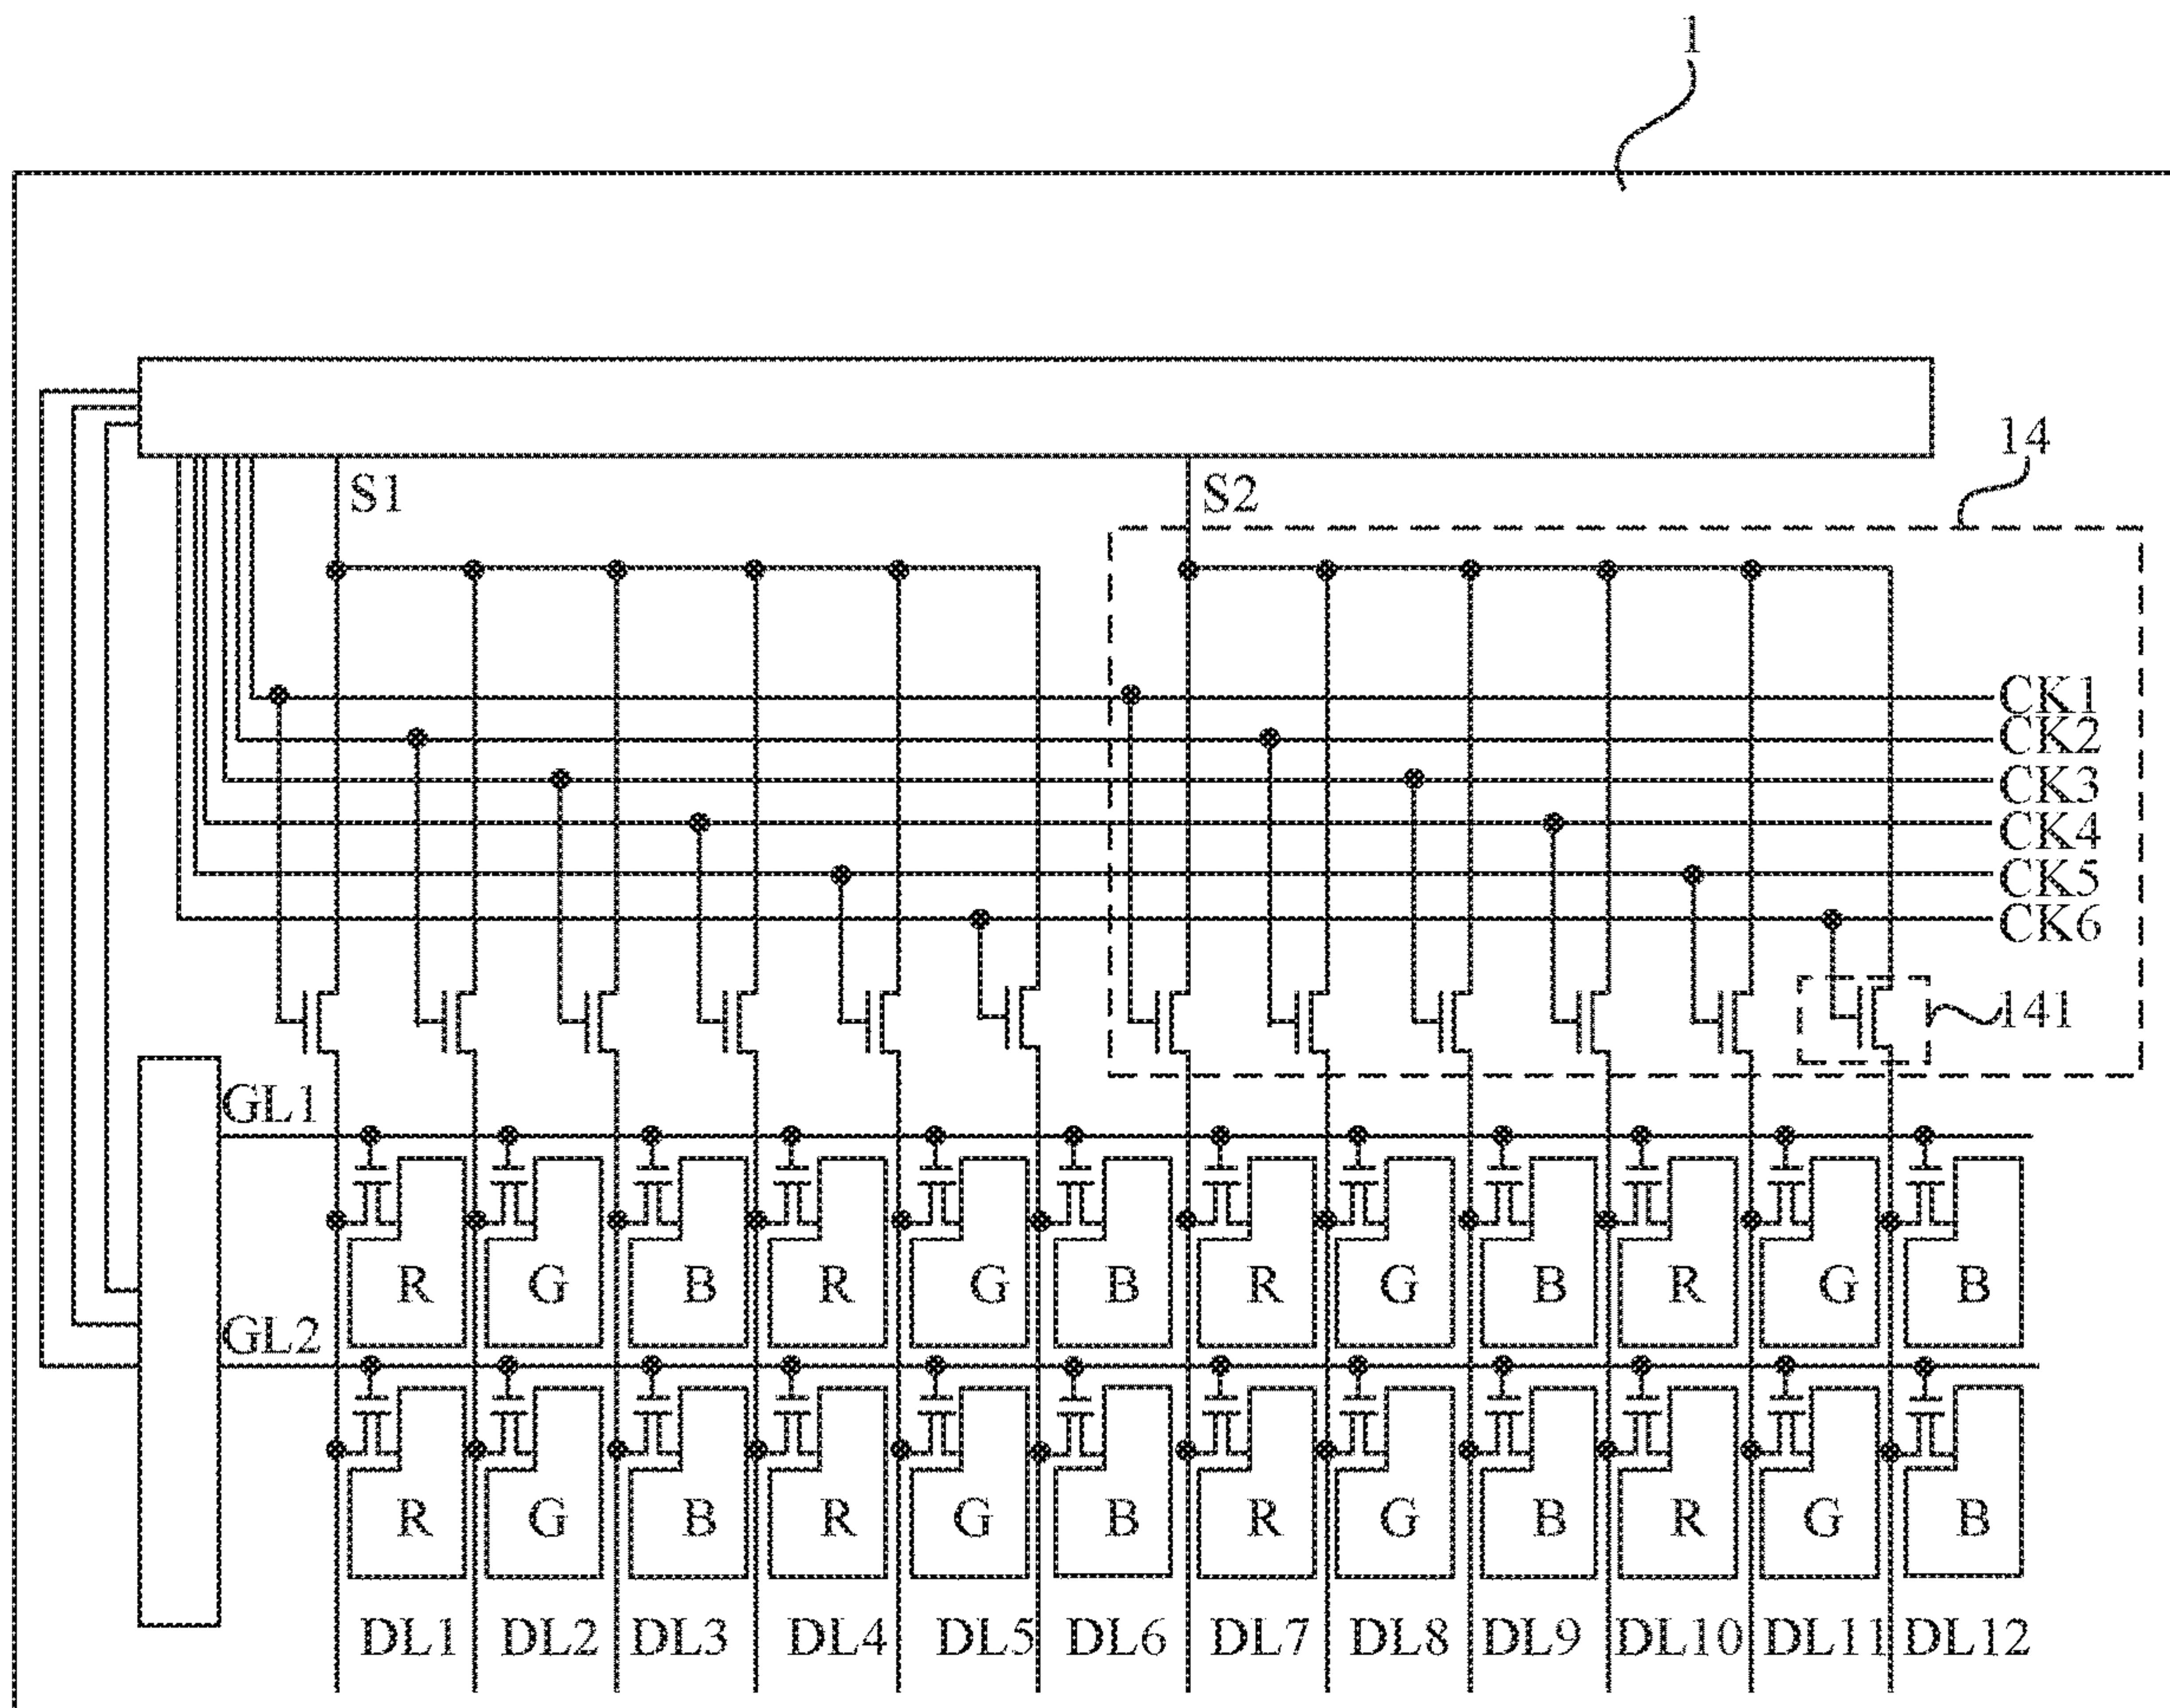 1
14
S1 S2
CK1
CK2
CK3
CK4
CK5
CK6
141
GL1
R G B R G B R G B R G B
GL2
R G B R G B R G B R G B
DL1 DL2 DL3 DL4 DL5 DL6 DL7 DL8 DL9 DL10 DL11 DL12